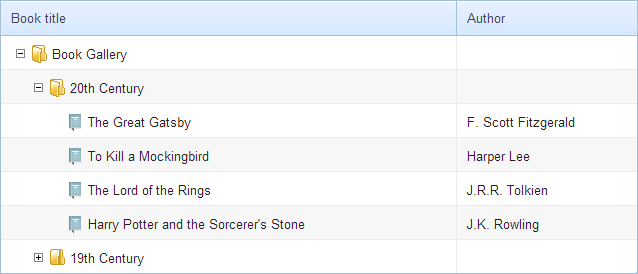 Book title Author
Book Gallery
20th Century
The Great Gatsby F. Scott Fitzgerald
To Kill a Mockingbird Harper Lee
The Lord of the Rings J.R.R. Tolkien
Harry Potter and the Sorcerer's Stone J.K. Rowling
19th Century